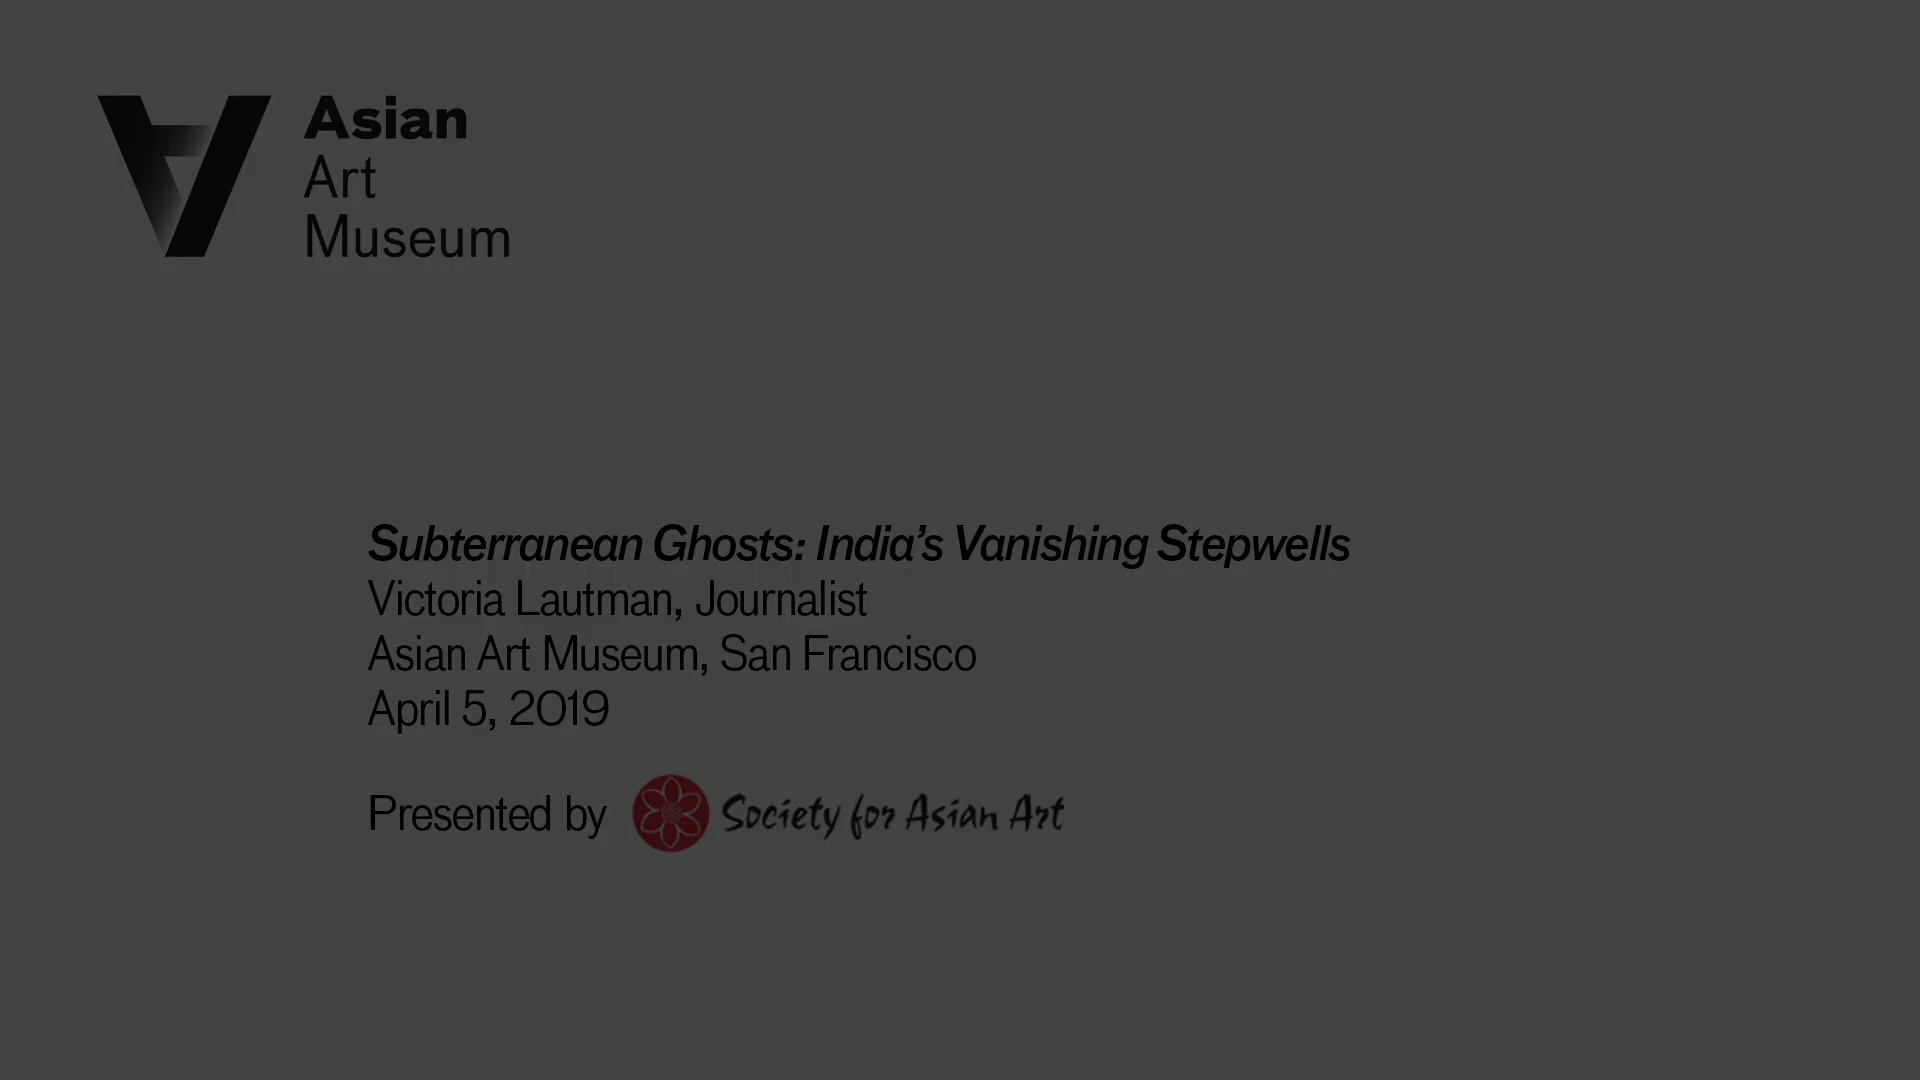 Asian
Art
Museum
Subterranean Ghosts: India’s Vanishing Stepwells
Victoria Lautman, Journalist
Asian Art Museum, San Francisco
April 5, 2019
Presented by Society for Asian Art